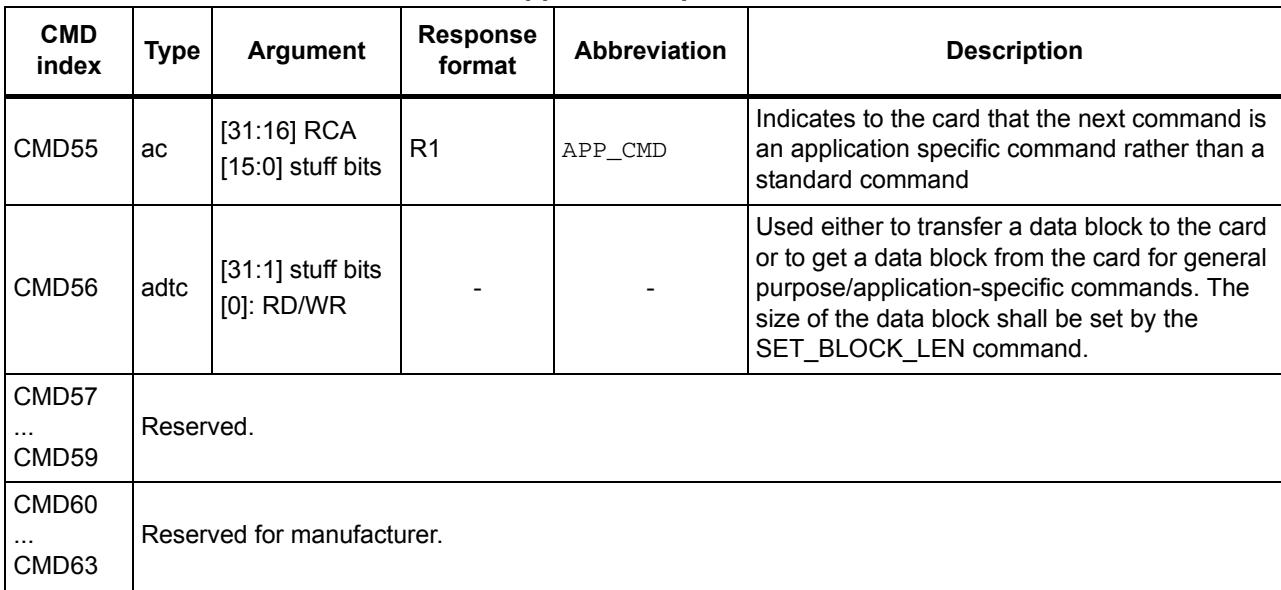 CMD index Type Argument Response format Abbreviation Description
CMD55 ac [31:16] RCA
[15:0] stuff bits R1 APP_CMD Indicates to the card that the next command is
an application specific command rather than a
standard command
CMD56 adtc [31:1] stuff bits
[0]: RD/WR - - Used either to transfer a data block to the card
or to get a data block from the card for general
purpose/application-specific commands. The
size of the data block shall be set by the
SET_BLOCK_LEN command.
CMD57
...
CMD59
Reserved.
CMD60
...
CMD63
Reserved for manufacturer.